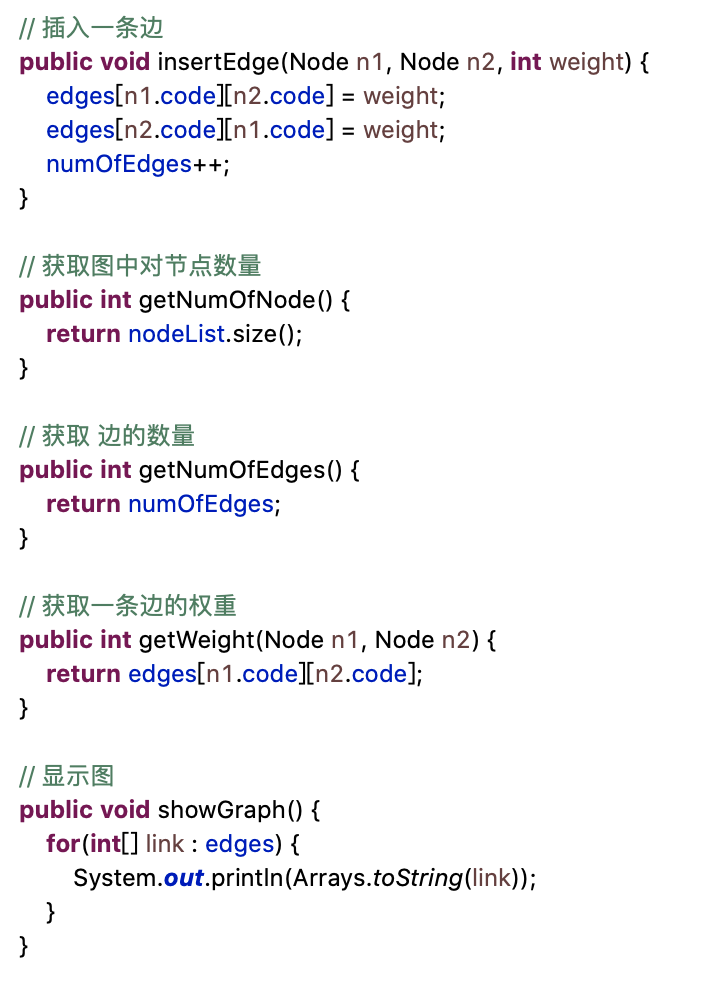 // 插入一条边
public void insertEdge(Node n1, Node n2, int weight) {
    edges[n1.code][n2.code] = weight;
    edges[n2.code][n1.code] = weight;
    numOfEdges++;
}

// 获取图中对节点数量
public int getNumOfNode() {
    return nodeList.size();
}

// 获取 边的数量
public int getNumOfEdges() {
    return numOfEdges;
}

// 获取一条边的权重
public int getWeight(Node n1, Node n2) {
    return edges[n1.code][n2.code];
}

// 显示图
public void showGraph() {
    for(int[] link : edges) {
        System.out.println(Arrays.toString(link));
    }
}